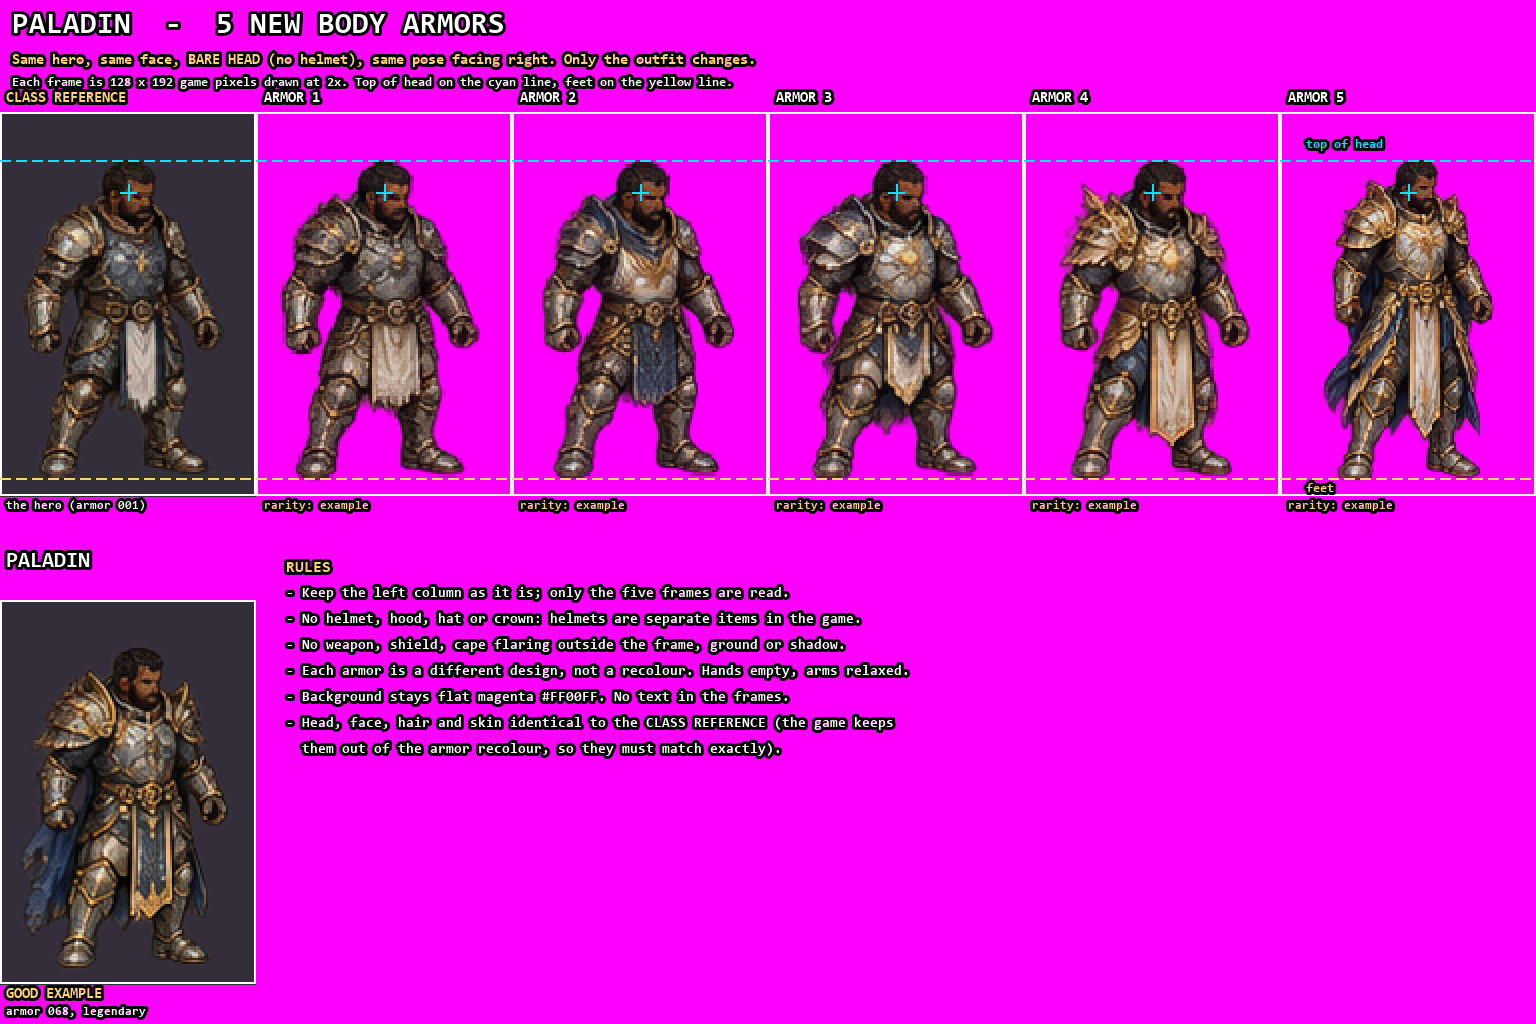 PALADIN  -  5 NEW BODY ARMORS
Same hero, same face, BARE HEAD (no helmet), same pose facing right. Only the outfit changes.
Each frame is 128 x 192 game pixels drawn at 2x. Top of head on the cyan line, feet on the yellow line.
CLASS REFERENCE
ARMOR 1
ARMOR 2
ARMOR 3
ARMOR 4
ARMOR 5
top of head
feet
the hero (armor 001)
rarity: example
rarity: example
rarity: example
rarity: example
rarity: example
PALADIN
RULES
- Keep the left column as it is; only the five frames are read.
- No helmet, hood, hat or crown: helmets are separate items in the game.
- No weapon, shield, cape flaring outside the frame, ground or shadow.
- Each armor is a different design, not a recolour. Hands empty, arms relaxed.
- Background stays flat magenta #FF00FF. No text in the frames.
- Head, face, hair and skin identical to the CLASS REFERENCE (the game keeps
them out of the armor recolour, so they must match exactly).
GOOD EXAMPLE
armor 068, legendary